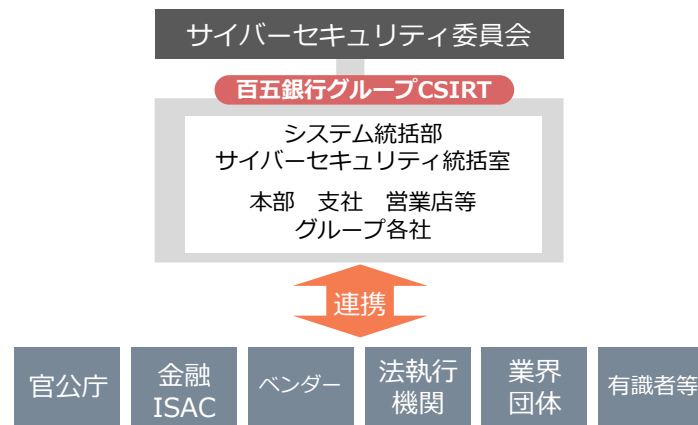 サイバーセキュリティ委員会
百五銀行グループCSIRT
システム統括部
サイバーセキュリティ統括室
本部　支社　営業店等
グループ各社
連携
官公庁
金融
ISAC
ベンダー
法執行
機関
業界
団体
有識者等